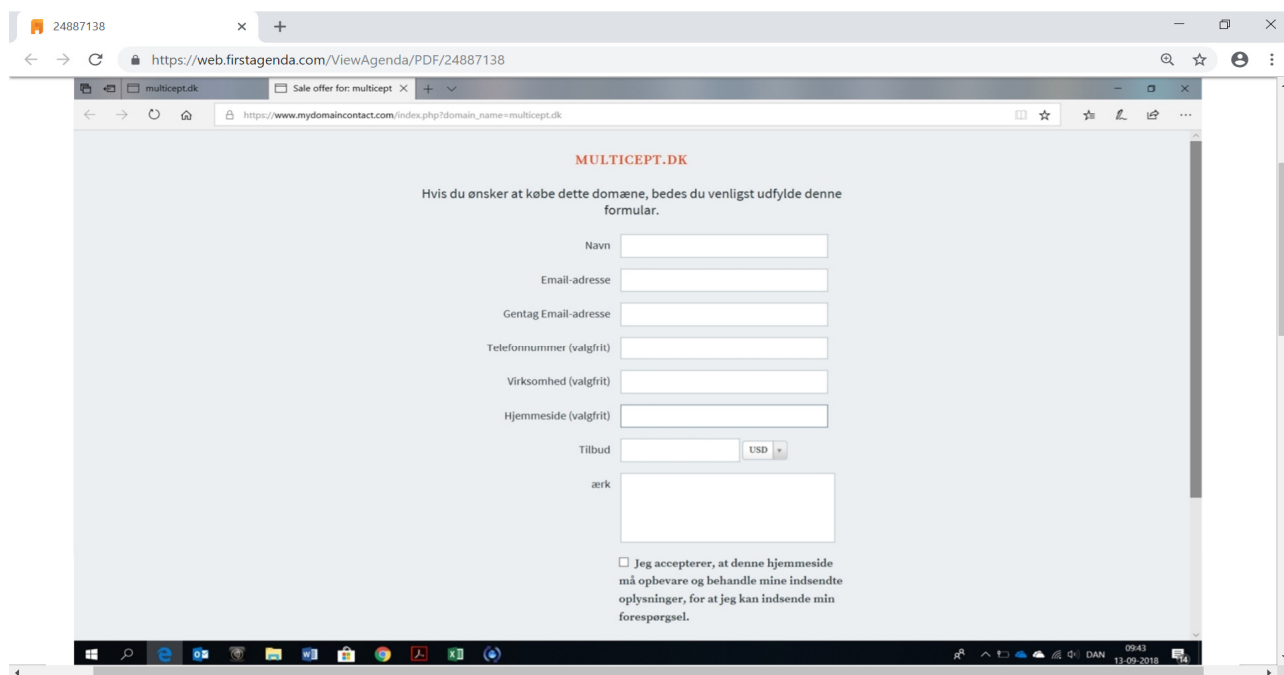 24887138
https://web.firstagenda.com/ViewAgenda/PDF/24887138
multicept.dk
Sale offer for: multicept
https://www.mydomaincontact.com/index.php?domain_name=multicept.dk
MULTICEPT.DK
Hvis du ønsker at købe dette domæne, bedes du venligst udfylde denne
formular.
Navn
Email-adresse
Gentag Email-adresse
Telefonnummer (valgfrit)
Virksomhed (valgfrit)
Hjemmeside (valgfrit)
Tilbud
USD
ærk
Jeg accepterer, at denne hjemmeside
må opbevare og behandle mine indsendte
oplysninger, for at jeg kan indsende min
forespørgsel.
DAN
09:43
13-09-2018
14